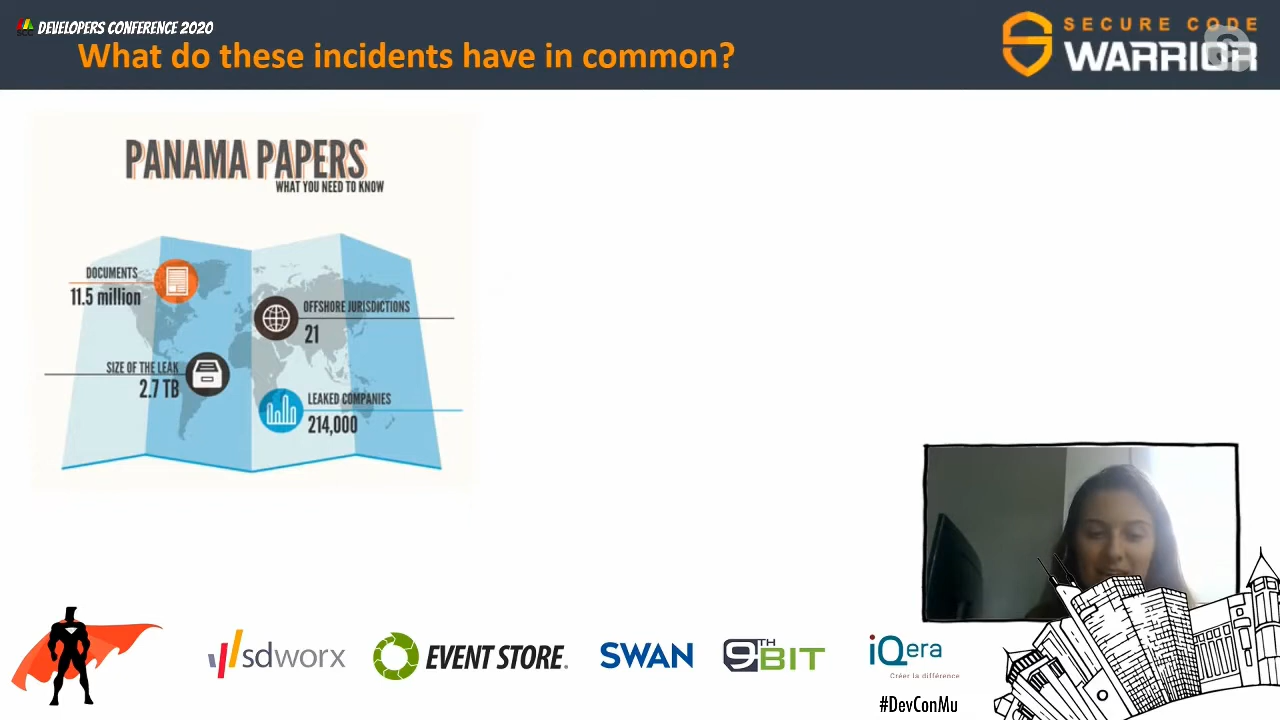 DEVELOPERS CONFERENCE 2020
What do these incidents have in common?
SECURE CODE
WARRIOR
PANAMA PAPERS
WHAT YOU NEED TO KNOW
DOCUMENTS
11.5 million
OFFSHORE JURISDICTIONS
21
SIZE OF THE LEAK
2.7 TB
LEAKED COMPANIES
214,000
sdworx
EVENT STORE.
SWAN
9TH BIT
iQera
Créer la différence
#DevConMu